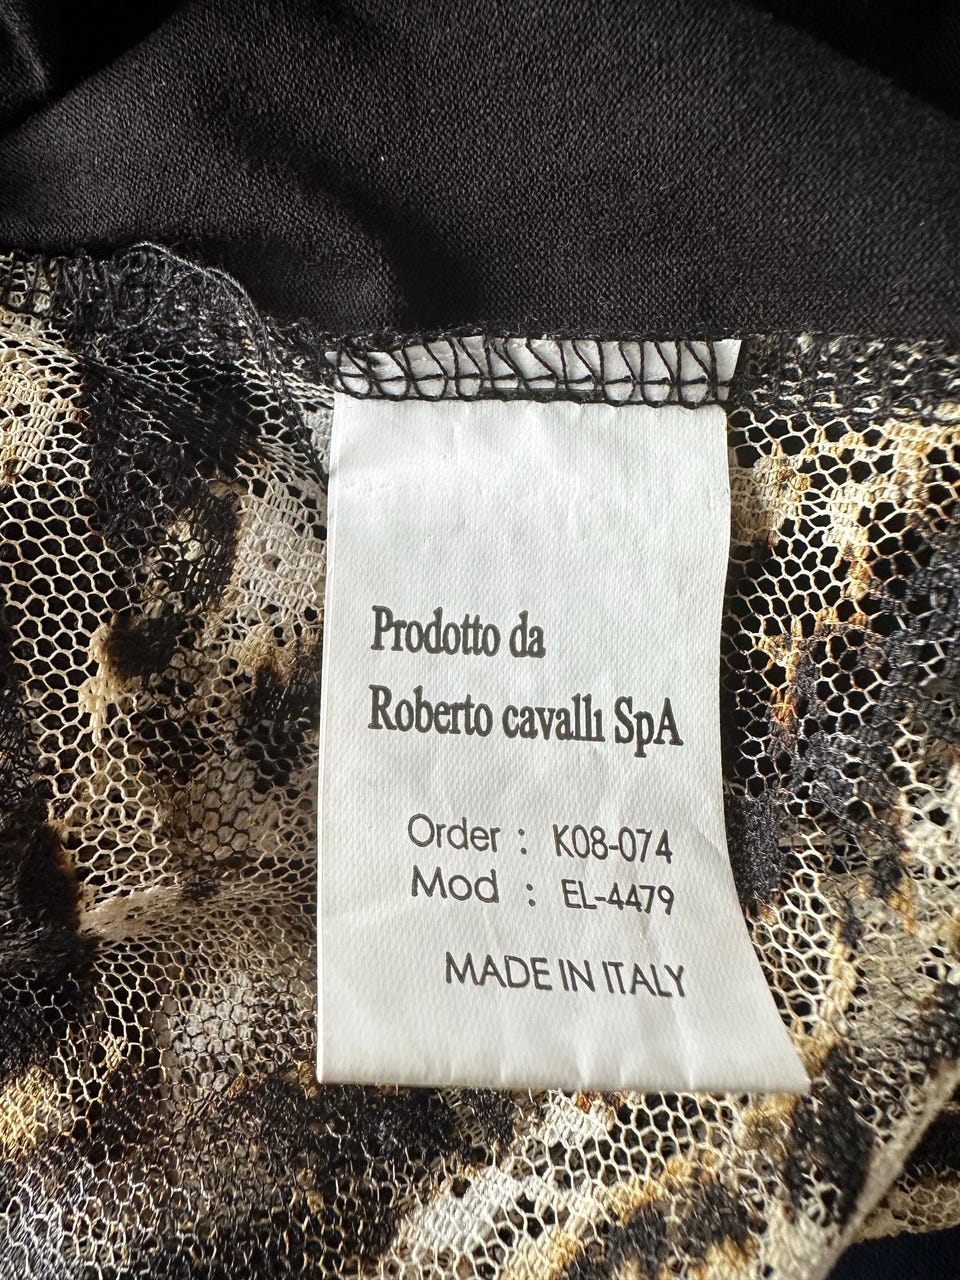 Prodotto da
Roberto cavallı SpA
Order : K08-074
Mod : EL-4479
MADE IN ITALY